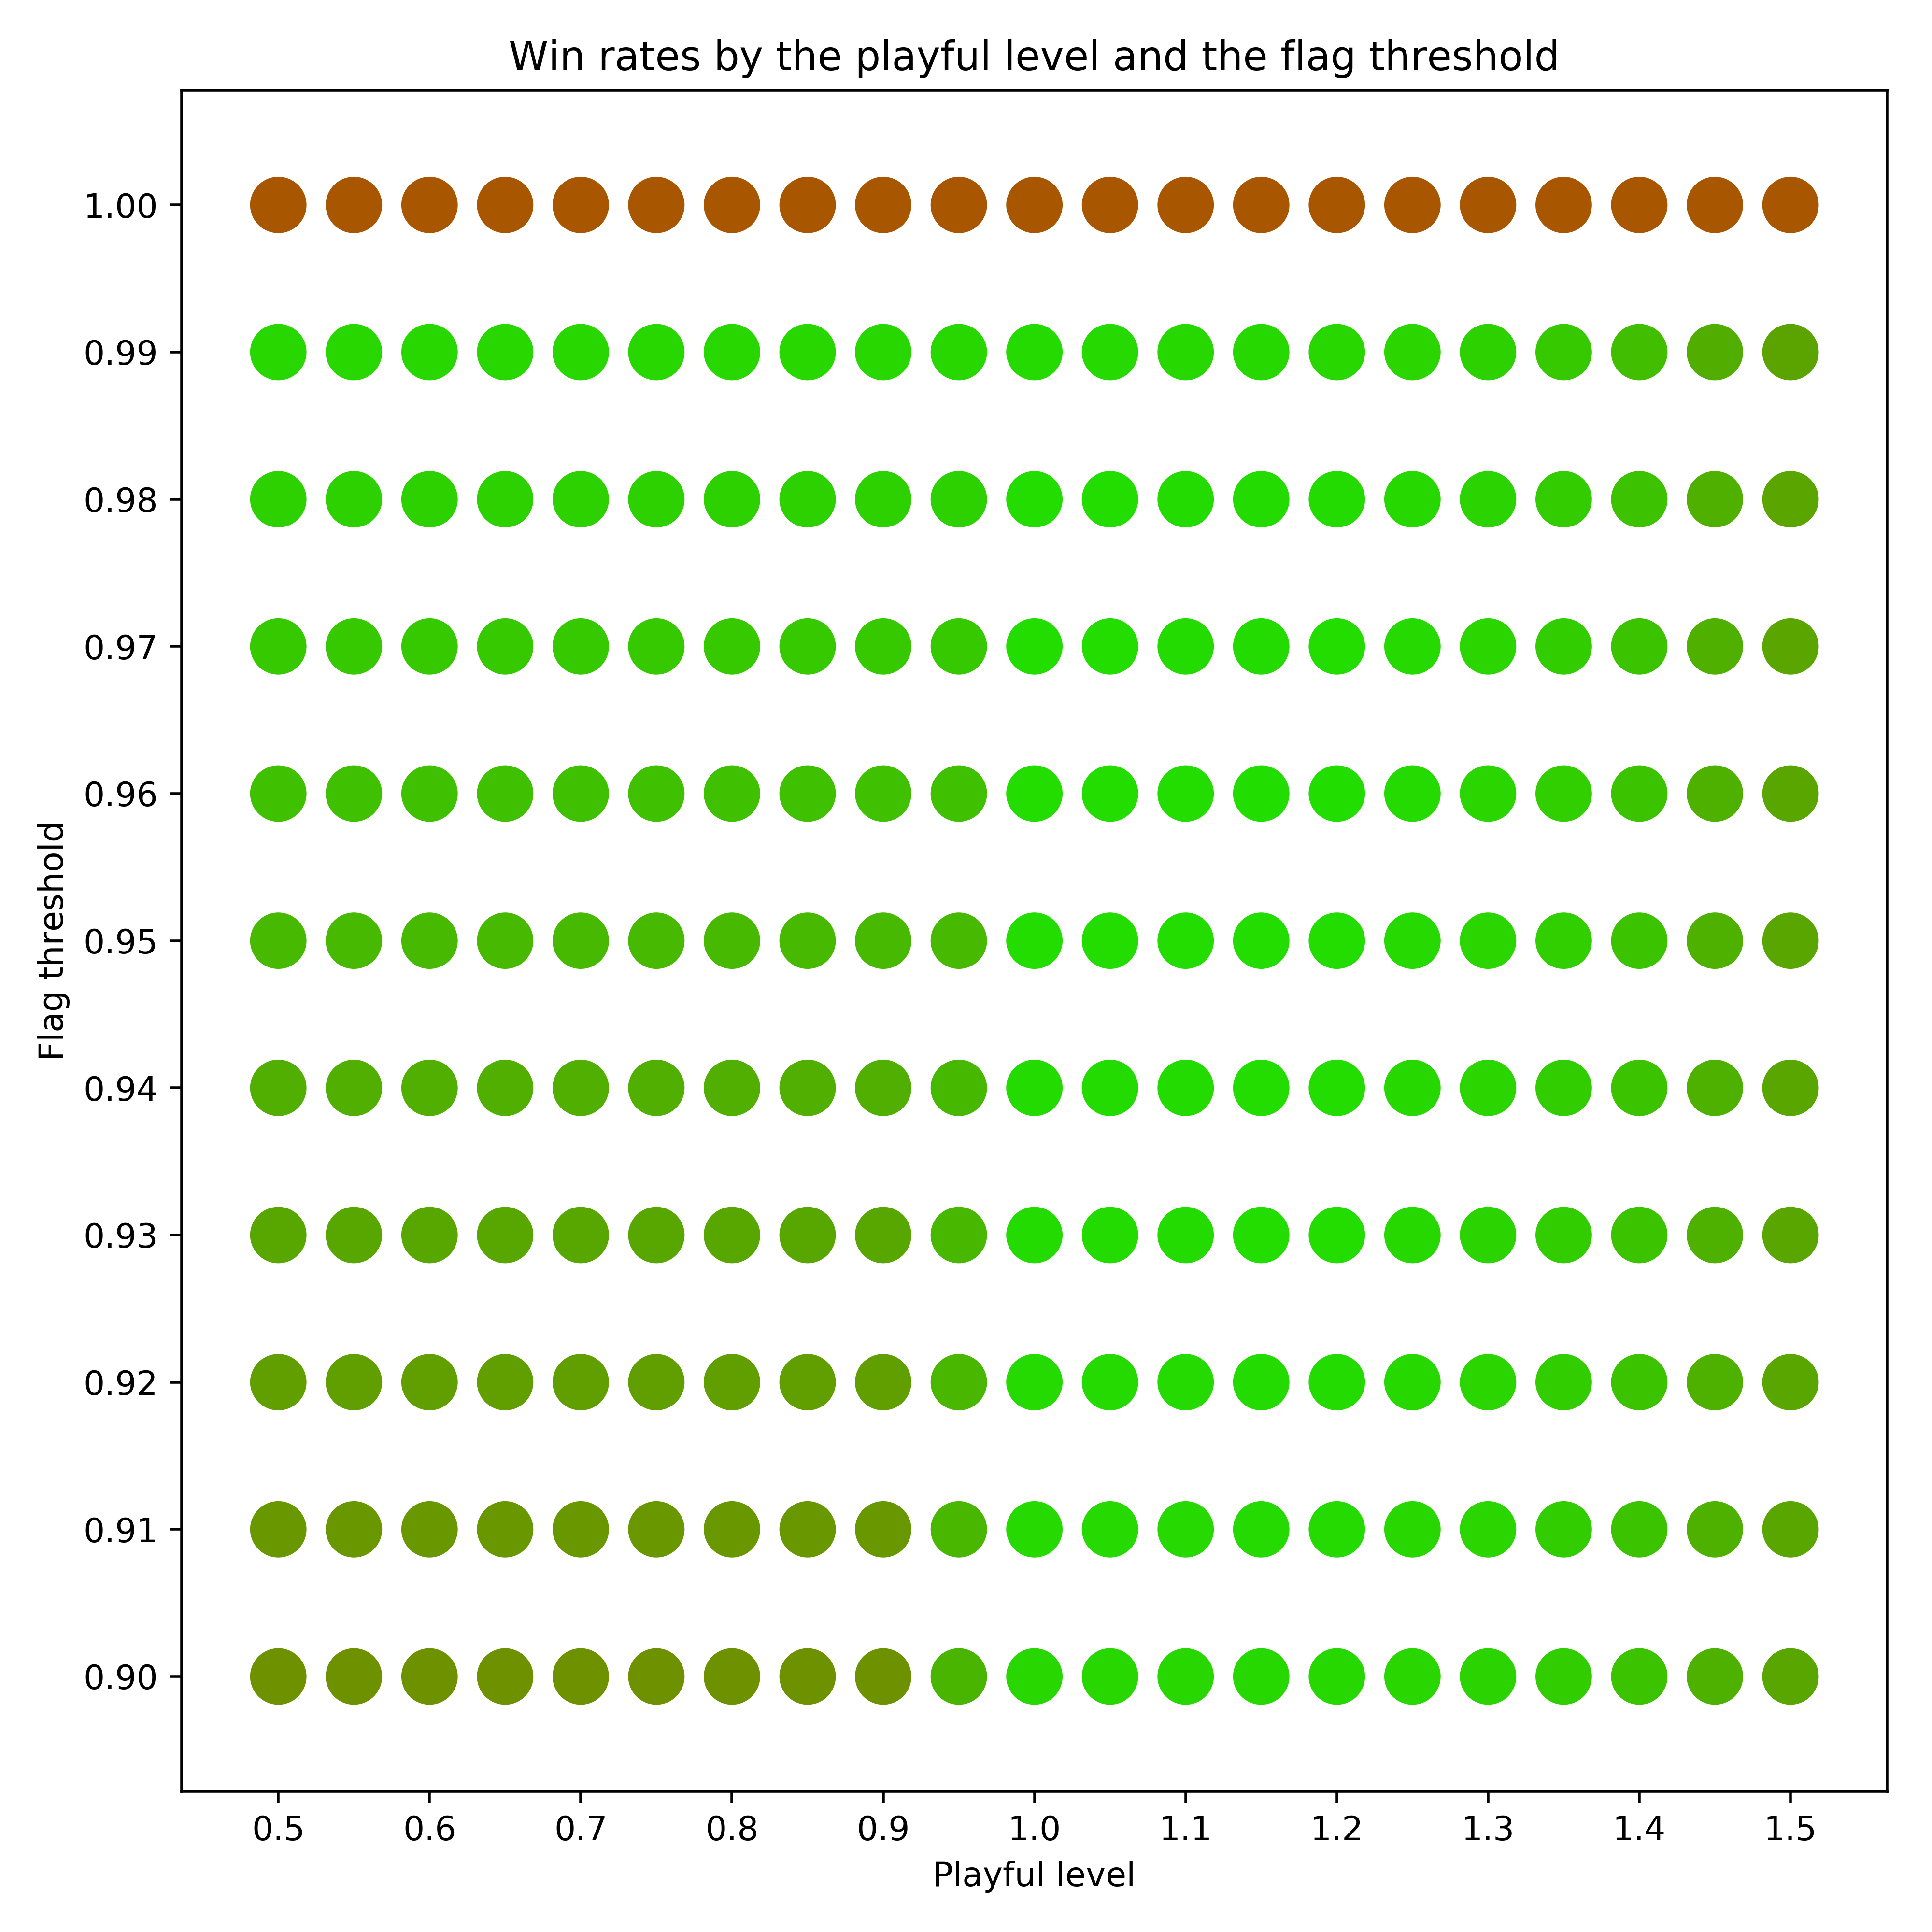 Win rates by the playful level and the flag threshold
Flag threshold
1.00
0.99
0.98
0.97
0.96
0.95
0.94
0.93
0.92
0.91
0.90
0.5 0.6 0.7 0.8 0.9 1.0 1.1 1.2 1.3 1.4 1.5
Playful level